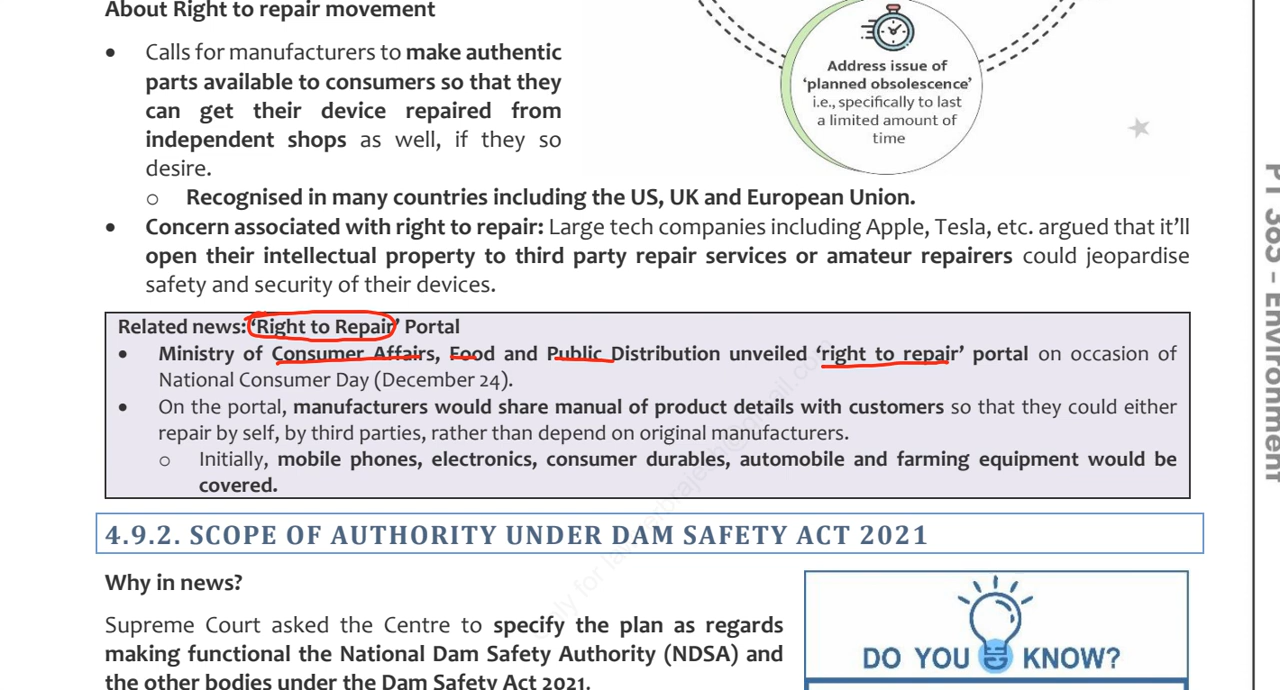 About Right to repair movement
• Calls for manufacturers to make authentic
parts available to consumers so that they
can get their device repaired from
independent shops as well, if they so
desire.
o Recognised in many countries including the US, UK and European Union.
Address issue of
‘planned obsolescence’
i.e., specifically to last
a limited amount of
time
• Concern associated with right to repair: Large tech companies including Apple, Tesla, etc. argued that it’ll
open their intellectual property to third party repair services or amateur repairers could jeopardise
safety and security of their devices.
Related news: ‘Right to Repair’ Portal
• Ministry of Consumer Affairs, Food and Public Distribution unveiled ‘right to repair’ portal on occasion of
National Consumer Day (December 24).
• On the portal, manufacturers would share manual of product details with customers so that they could either
repair by self, by third parties, rather than depend on original manufacturers.
o Initially, mobile phones, electronics, consumer durables, automobile and farming equipment would be
covered.
4.9.2. SCOPE OF AUTHORITY UNDER DAM SAFETY ACT 2021
Why in news?
Supreme Court asked the Centre to specify the plan as regards
making functional the National Dam Safety Authority (NDSA) and
the other bodies under the Dam Safety Act 2021.
DO YOU KNOW?
PT 365 – Environment